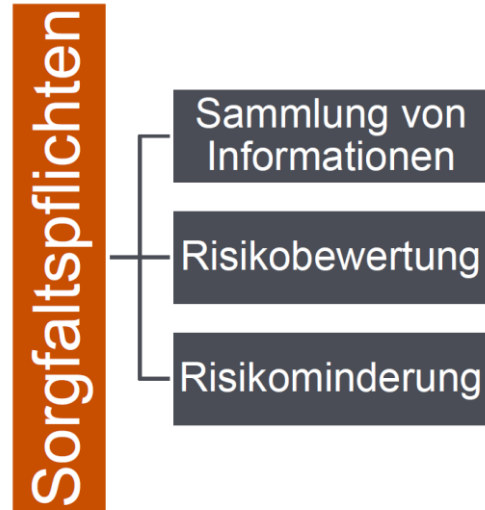 Sorgfaltspflichten
Sammlung von
Informationen
Risikobewertung
Risikominderung